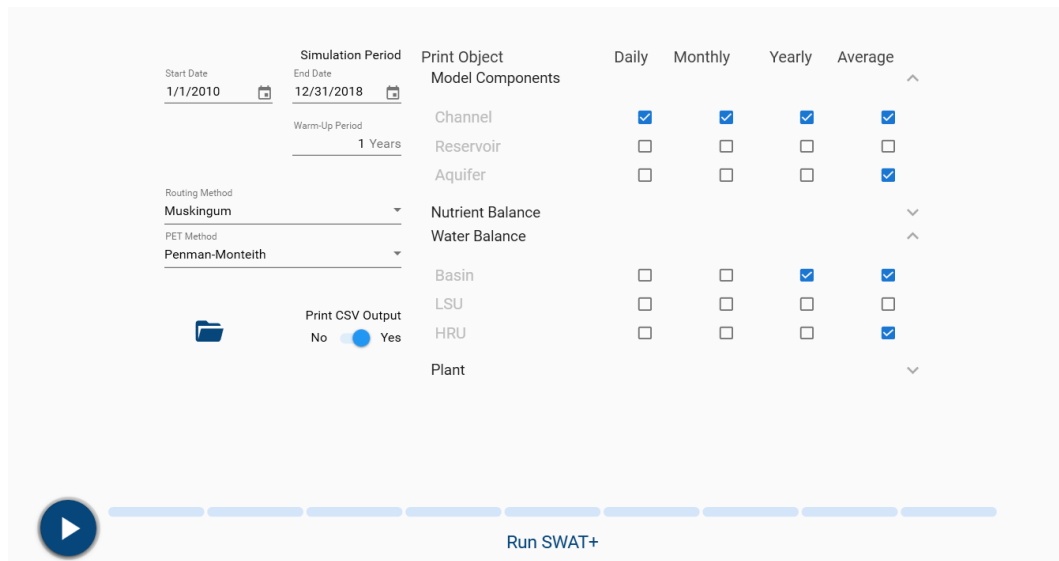 Simulation Period
Start Date
End Date
1/1/2010
12/31/2018
Warm-Up Period
1 Years
Routing Method
Muskingum
PET Method
Penman-Monteith
Print CSV Output
No Yes
Print Object Daily Monthly Yearly Average
Model Components
Channel
Reservoir
Aquifer
Nutrient Balance
Water Balance
Basin
LSU
HRU
Plant
Run SWAT+